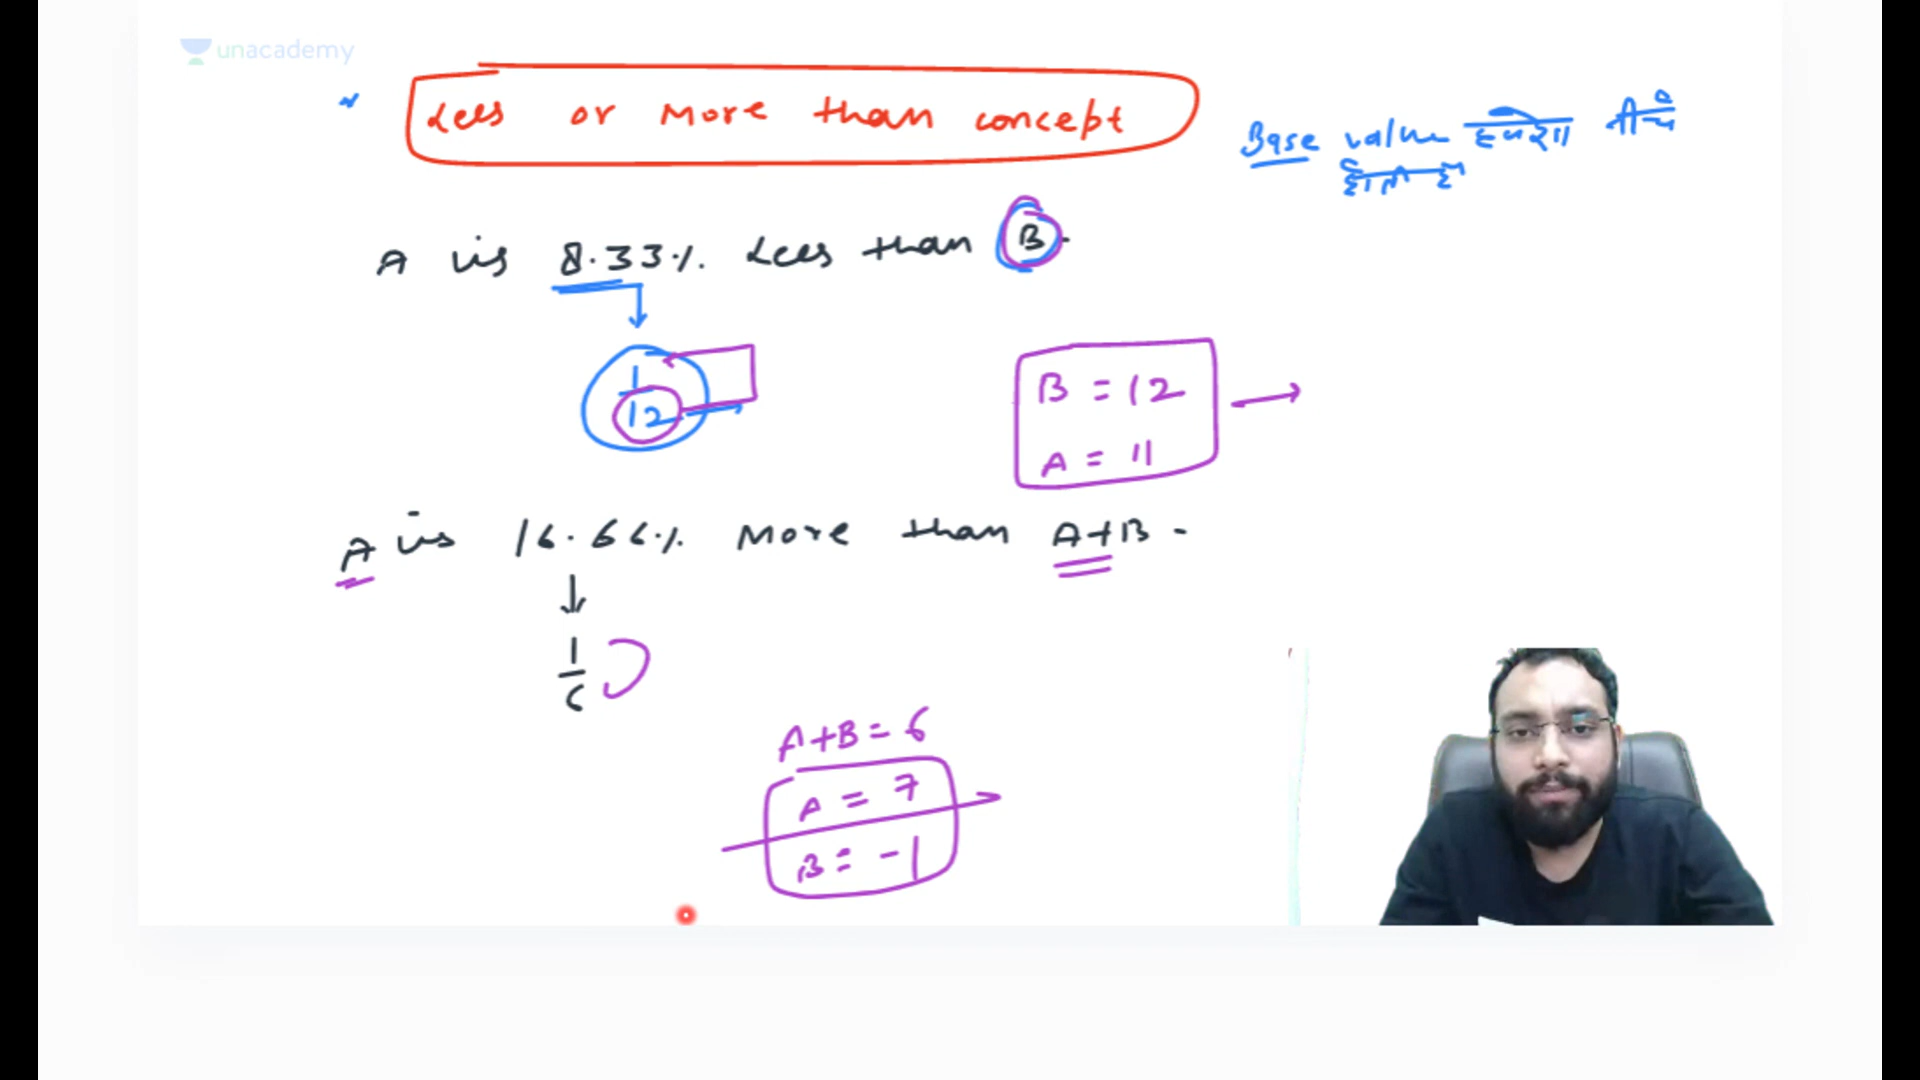 unacademy
Less or More than concept
Base value हमेशा नीचे
होती है
A is 8.33%. Less than B.
1
12
B = 12
A = 11
A is 16.66%. More than A+B.
1
6
A+B = 6
A = 7
B = -1